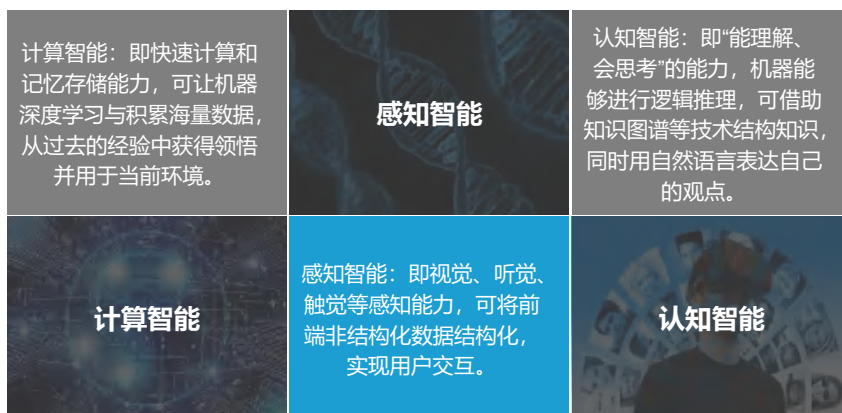 计算智能：即快速计算和
记忆存储能力，可让机器
深度学习与积累海量数据，
从过去的经验中获得领悟
并用于当前环境。
感知智能
认知智能：即“能理解、
会思考”的能力，机器能
够进行逻辑推理，可借助
知识图谱等技术结构知识，
同时用自然语言表达自己
的观点。
计算智能
感知智能：即视觉、听觉、
触觉等感知能力，可将前
端非结构化数据结构化，
实现用户交互。
认知智能